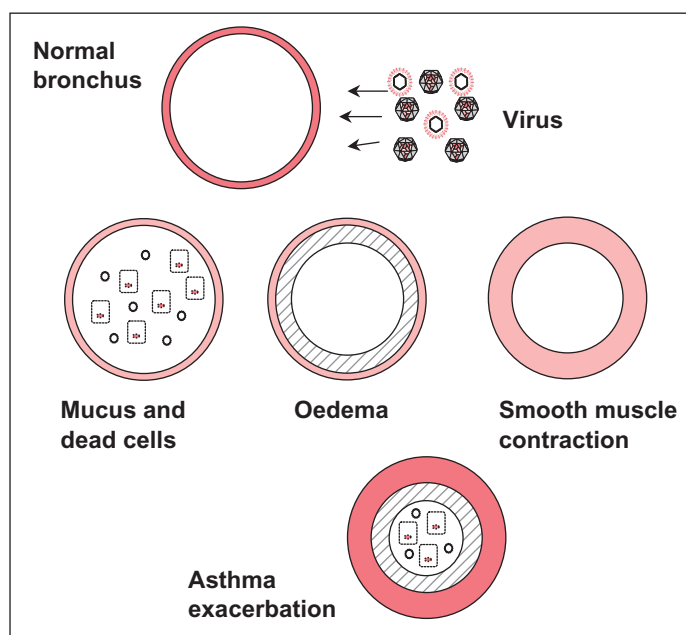 Normal
bronchus
Virus
Mucus and
dead cells
Oedema
Smooth muscle
contraction
Asthma
exacerbation